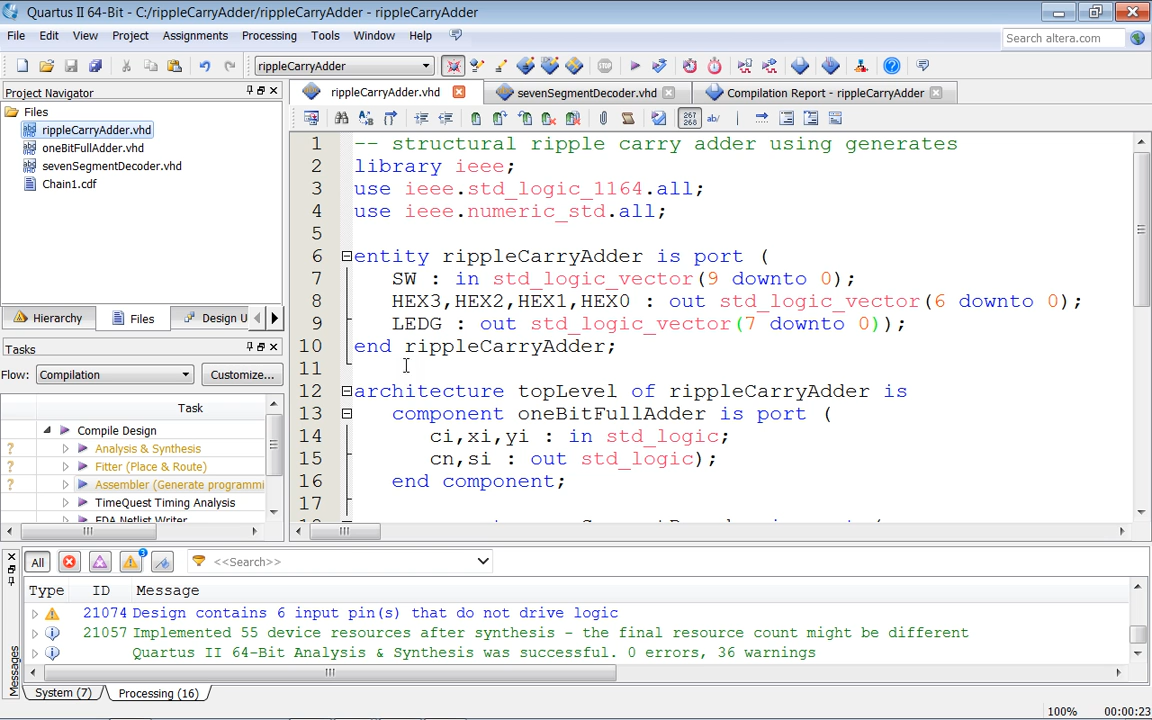 Quartus II 64-Bit - C:/rippleCarryAdder/rippleCarryAdder - rippleCarryAdder
File Edit View Project Assignments Processing Tools Window Help
Search altera.com
rippleCarryAdder
Project Navigator
Files
rippleCarryAdder.vhd
oneBitFullAdder.vhd
sevenSegmentDecoder.vhd
Chain1.cdf
Hierarchy Files Design U
Tasks
Flow: Compilation Customize...
Task
Compile Design
? Analysis & Synthesis
? Fitter (Place & Route)
? Assembler (Generate programmi
TimeQuest Timing Analysis
EDA Netlist Writer
rippleCarryAdder.vhd sevenSegmentDecoder.vhd Compilation Report - rippleCarryAdder
267
268
ab/
1 -- structural ripple carry adder using generates
2 library ieee;
3 use ieee.std_logic_1164.all;
4 use ieee.numeric_std.all;
5
6 entity rippleCarryAdder is port (
7 SW : in std_logic_vector(9 downto 0);
8 HEX3,HEX2,HEX1,HEX0 : out std_logic_vector(6 downto 0);
9 LEDG : out std_logic_vector(7 downto 0));
10 end rippleCarryAdder;
11
12 architecture topLevel of rippleCarryAdder is
13 component oneBitFullAdder is port (
14 ci,xi,yi : in std_logic;
15 cn,si : out std_logic);
16 end component;
17
All 3 <<Search>>
Type ID Message
21074 Design contains 6 input pin(s) that do not drive logic
21057 Implemented 55 device resources after synthesis - the final resource count might be different
Quartus II 64-Bit Analysis & Synthesis was successful. 0 errors, 36 warnings
Messages
System (7) Processing (16)
100% 00:00:23